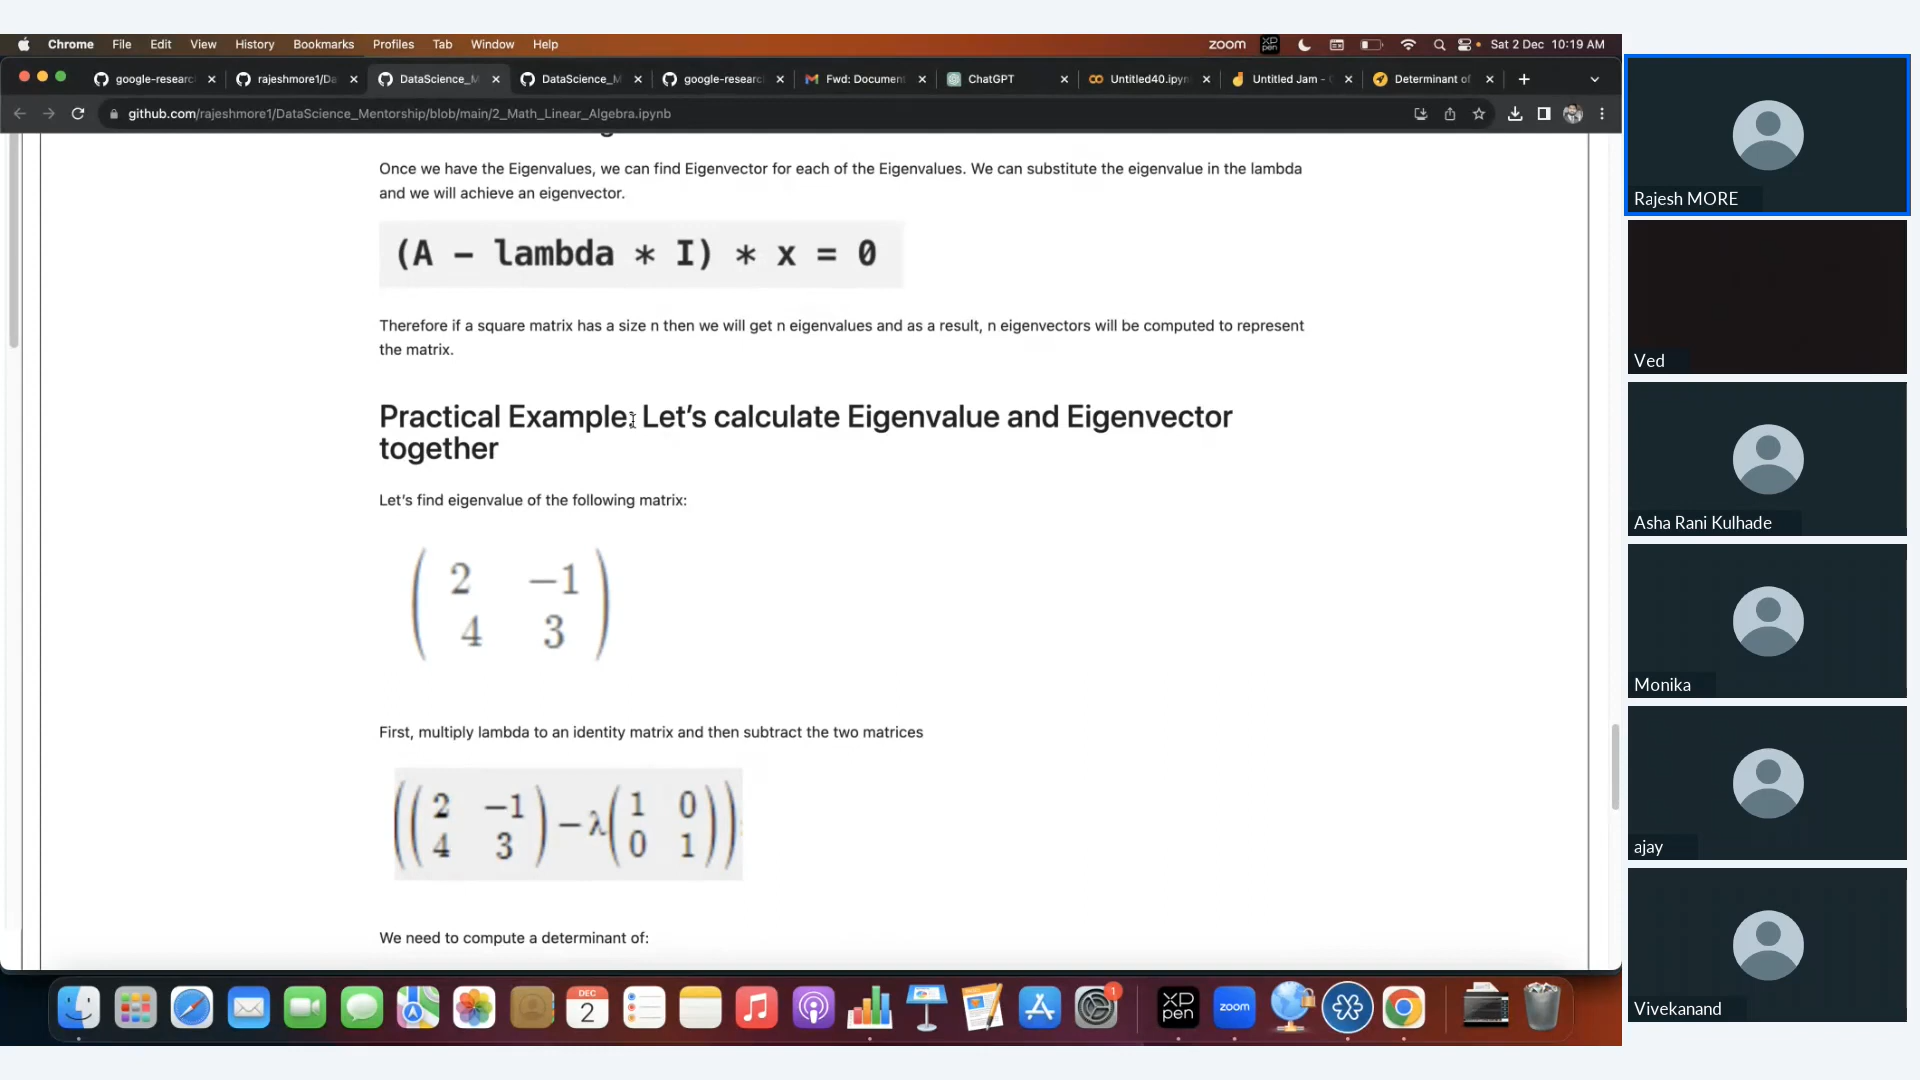 Chrome File Edit View History Bookmarks Profiles Tab Window Help
zoom XP pen Sat 2 Dec 10:19 AM
google-researc rajeshmore1/Da DataScience_M DataScience_M google-researc Fwd: Document ChatGPT Untitled40.ipyn Untitled Jam - Determinant of
github.com/rajeshmore1/DataScience_Mentorship/blob/main/2_Math_Linear_Algebra.ipynb
Once we have the Eigenvalues, we can find Eigenvector for each of the Eigenvalues. We can substitute the eigenvalue in the lambda
and we will achieve an eigenvector.
(A - lambda * I) * x = 0
Therefore if a square matrix has a size n then we will get n eigenvalues and as a result, n eigenvectors will be computed to represent
the matrix.
Practical Example: Let’s calculate Eigenvalue and Eigenvector
together
Let’s find eigenvalue of the following matrix:
( 2 −1
4 3 )
First, multiply lambda to an identity matrix and then subtract the two matrices
(( 2 −1 ) − λ ( 1 0 ))
(( 4 3 ) ( 0 1 ))
We need to compute a determinant of:
Rajesh MORE
Ved
Asha Rani Kulhade
Monika
ajay
Vivekanand
DEC
2
1
XP
pen
zoom